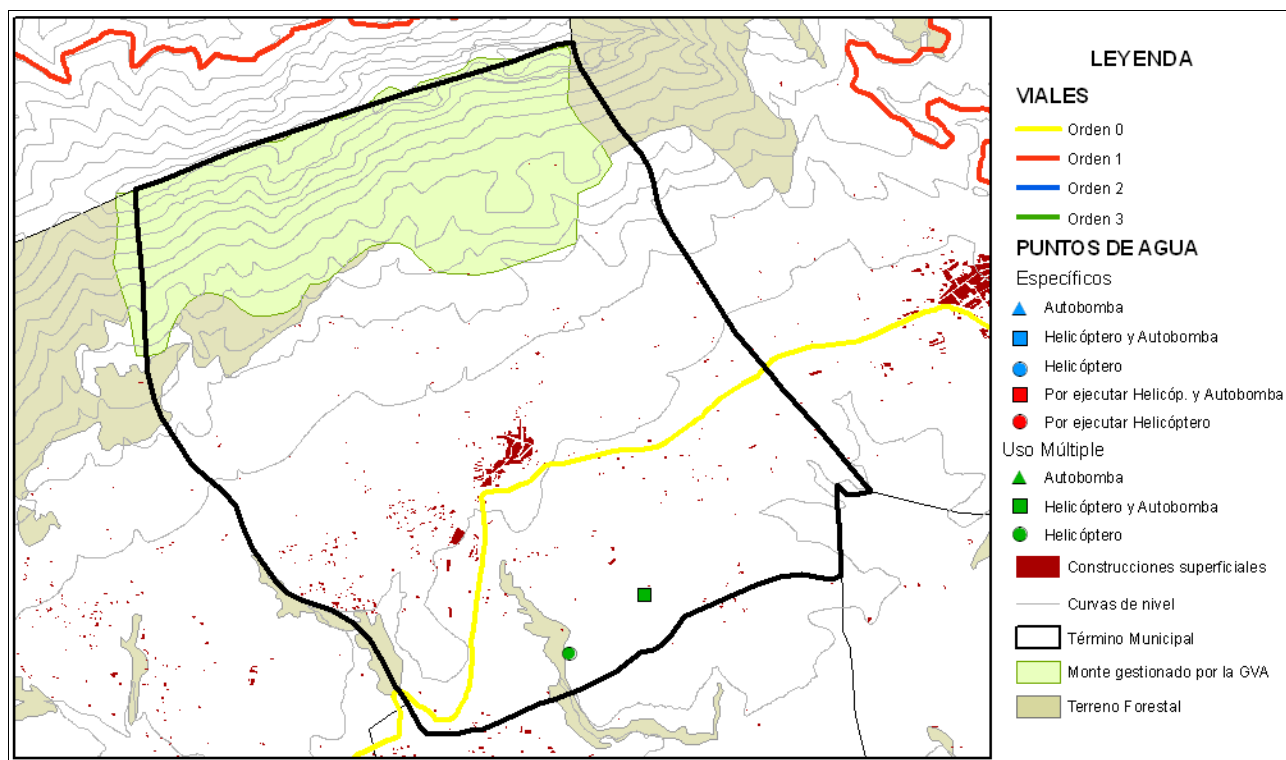 LEYENDA
VIALES
Orden 0
Orden 1
Orden 2
Orden 3
PUNTOS DE AGUA
Específicos
Autobomba
Helicóptero y Autobomba
Helicóptero
Por ejecutar Helicóp. y Autobomba
Por ejecutar Helicóptero
Uso Múltiple
Autobomba
Helicóptero y Autobomba
Helicóptero
Construcciones superficiales
Curvas de nivel
Término Municipal
Monte gestionado por la GVA
Terreno Forestal